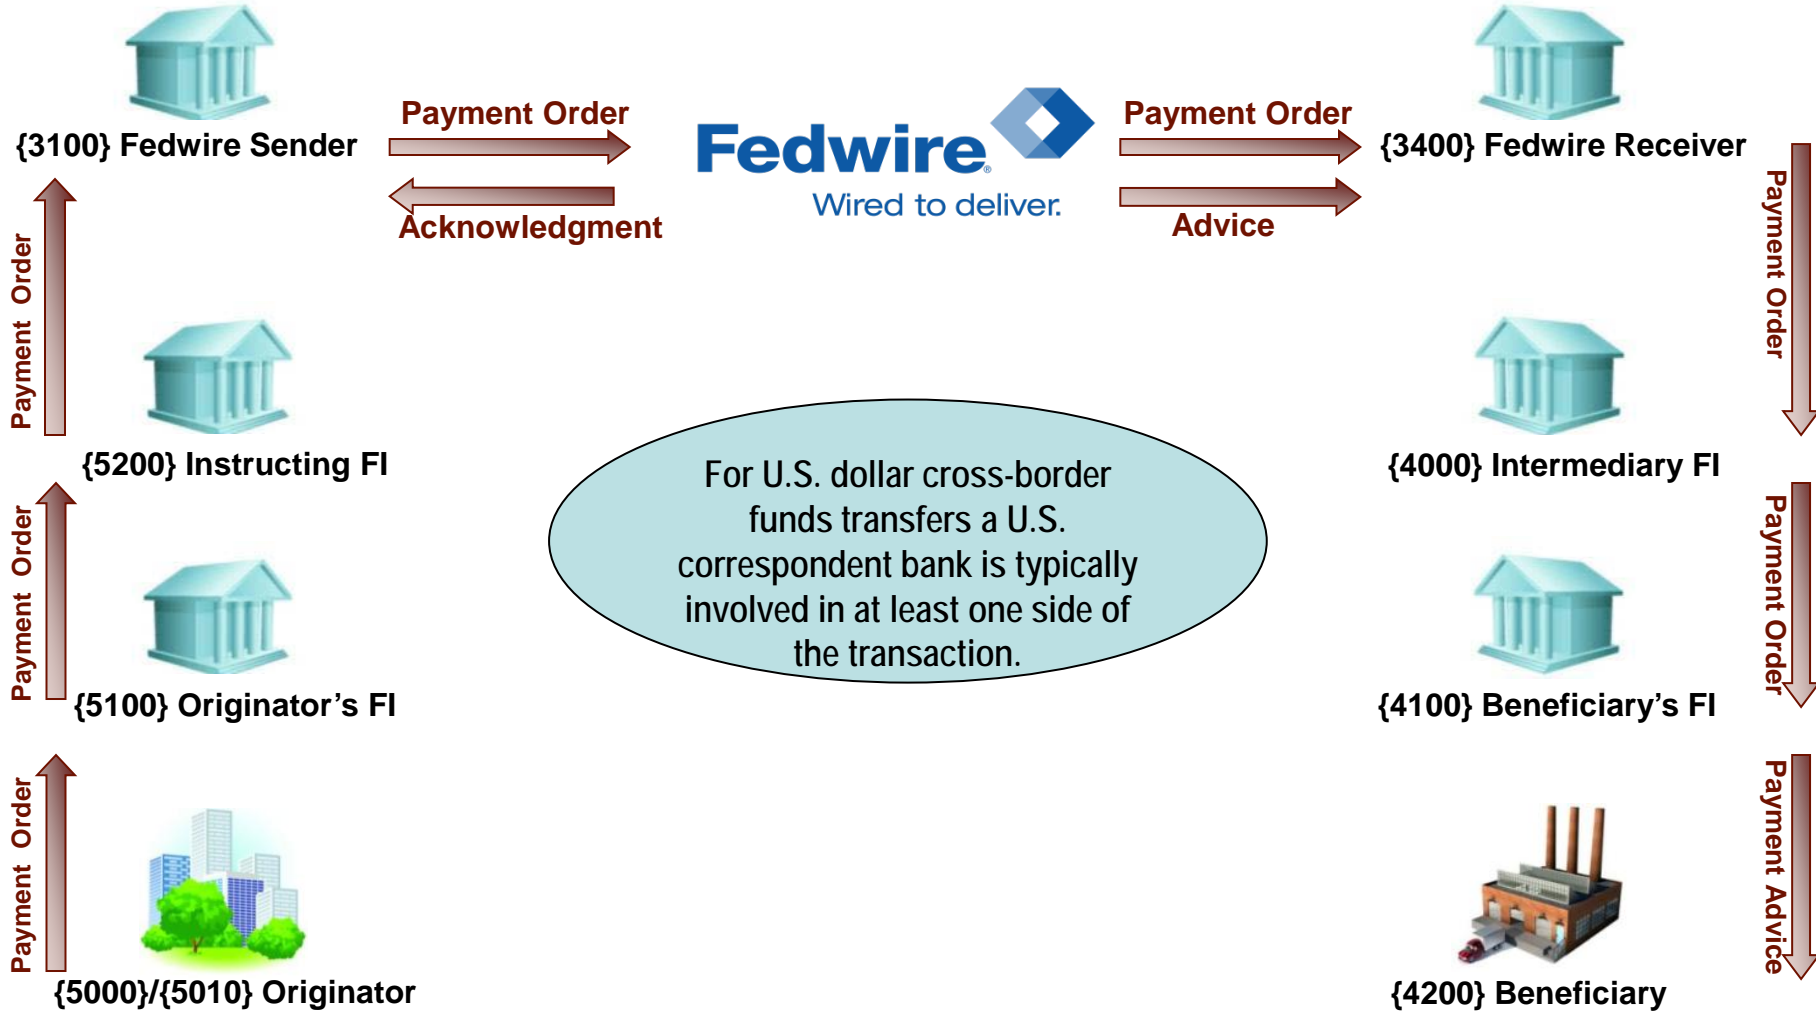 {3100} Fedwire Sender
Payment Order
Acknowledgment
Fedwire®
Wired to deliver.
Payment Order
Advice
{3400} Fedwire Receiver
Payment Order
{5200} Instructing FI
Payment Order
{5100} Originator’s FI
Payment Order
{5000}/{5010} Originator
For U.S. dollar cross-border
funds transfers a U.S.
correspondent bank is typically
involved in at least one side of
the transaction.
Payment Order
{4000} Intermediary FI
Payment Order
{4100} Beneficiary’s FI
Payment Advice
{4200} Beneficiary